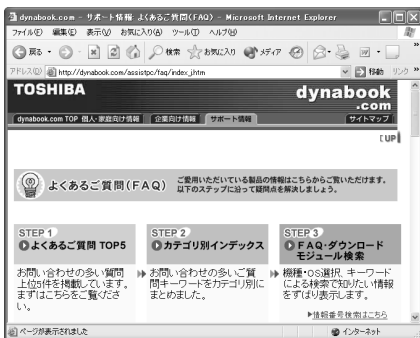 dynabook.com - サポート情報 よくあるご質問(FAQ) - Microsoft Internet Explorer
ファイル(F) 編集(E) 表示(V) お気に入り(A) ツール(T) ヘルプ(H)
戻る 検索 お気に入り メディア
アドレス(D) http://dynabook.com/assistpc/faq/index_j.htm 移動 リンク
TOSHIBA
dynabook.com
dynabook.com TOP 個人・家庭向け情報 企業向け情報 サポート情報 サイトマップ
[UP]
よくあるご質問(FAQ)
ご愛用いただいている製品の情報はこちらからご覧いただけます。
以下のステップに沿って疑問点を解決しましょう。
STEP 1
よくあるご質問 TOP5
お問い合わせの多い質問
上位5件を掲載しています。
まずはこちらをご覧くださ
い。
STEP 2
カテゴリ別インデックス
お問い合わせの多いご質
問キーワードをカテゴリ別に
まとめました。
STEP 3
FAQ・ダウンロード
モジュール検索
機種・OS選択、キーワード
による検索で知りたい情報
をずばり表示します。
情報番号検索はこちら
ページが表示されました
インターネット